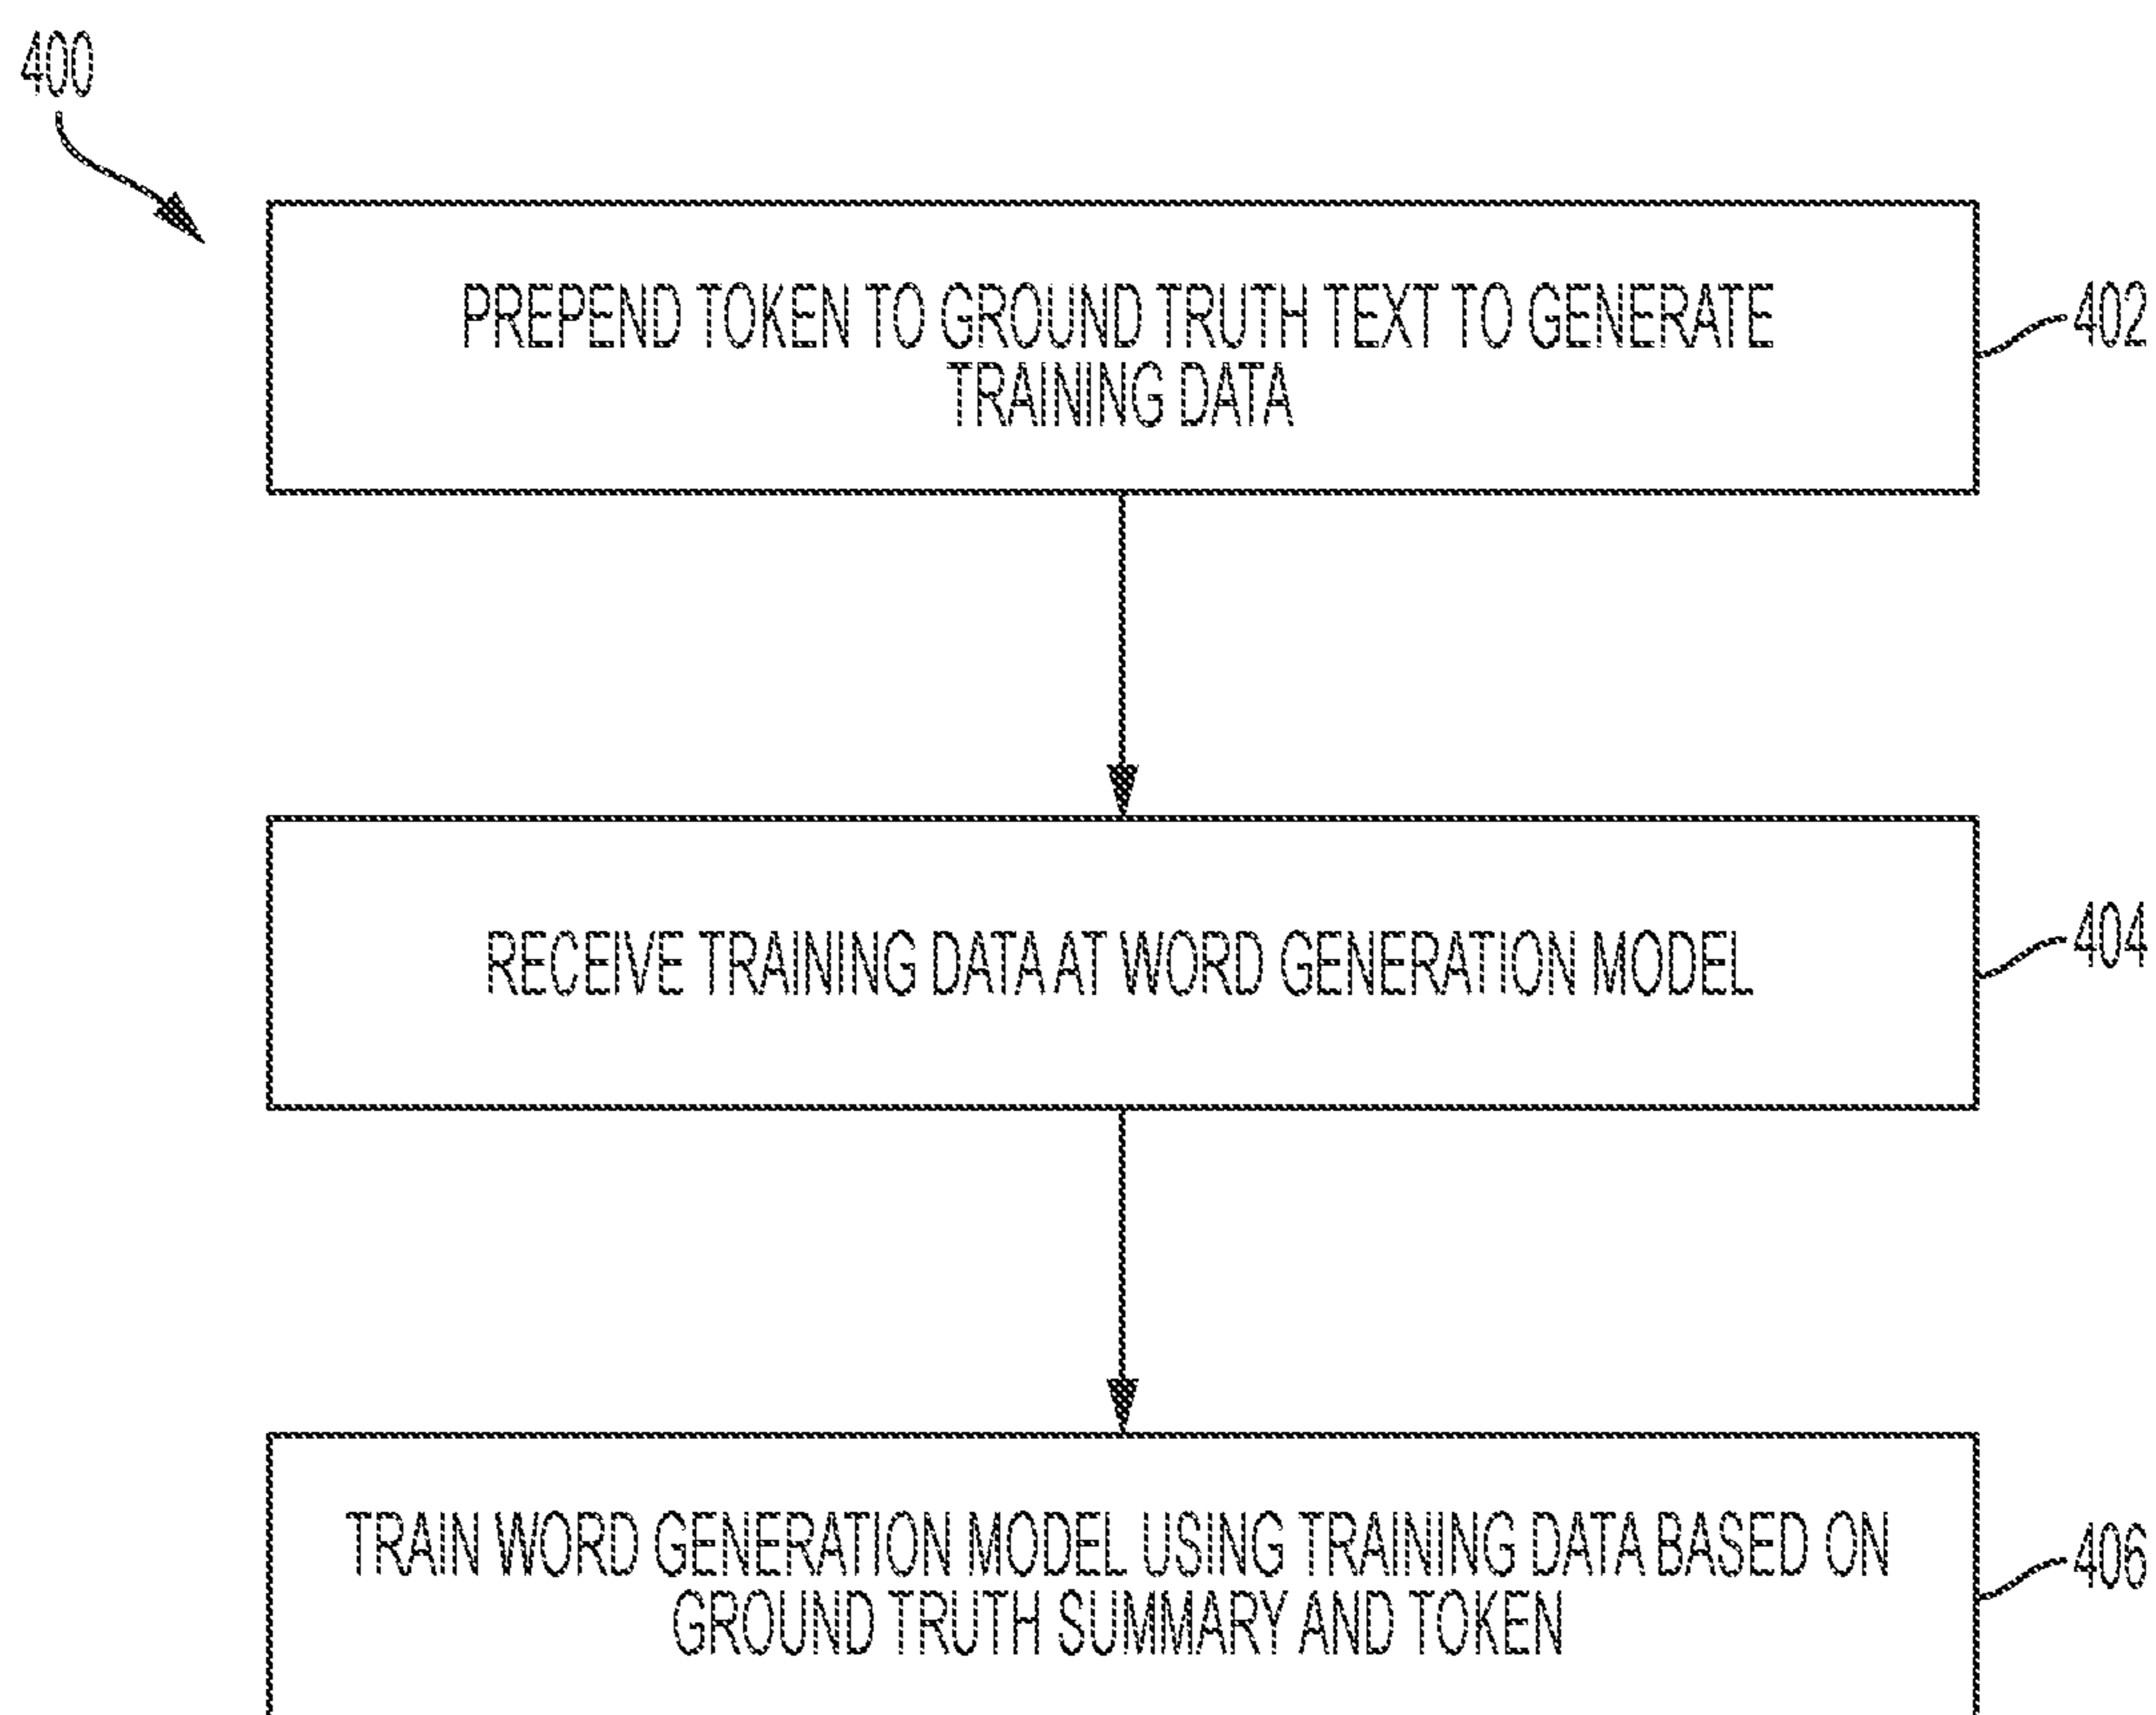 400
PREPEND TOKEN TO GROUND TRUTH TEXT TO GENERATE
TRAINING DATA
402
RECEIVE TRAINING DATA AT WORD GENERATION MODEL
404
TRAIN WORD GENERATION MODEL USING TRAINING DATA BASED ON
GROUND TRUTH SUMMARY AND TOKEN
406